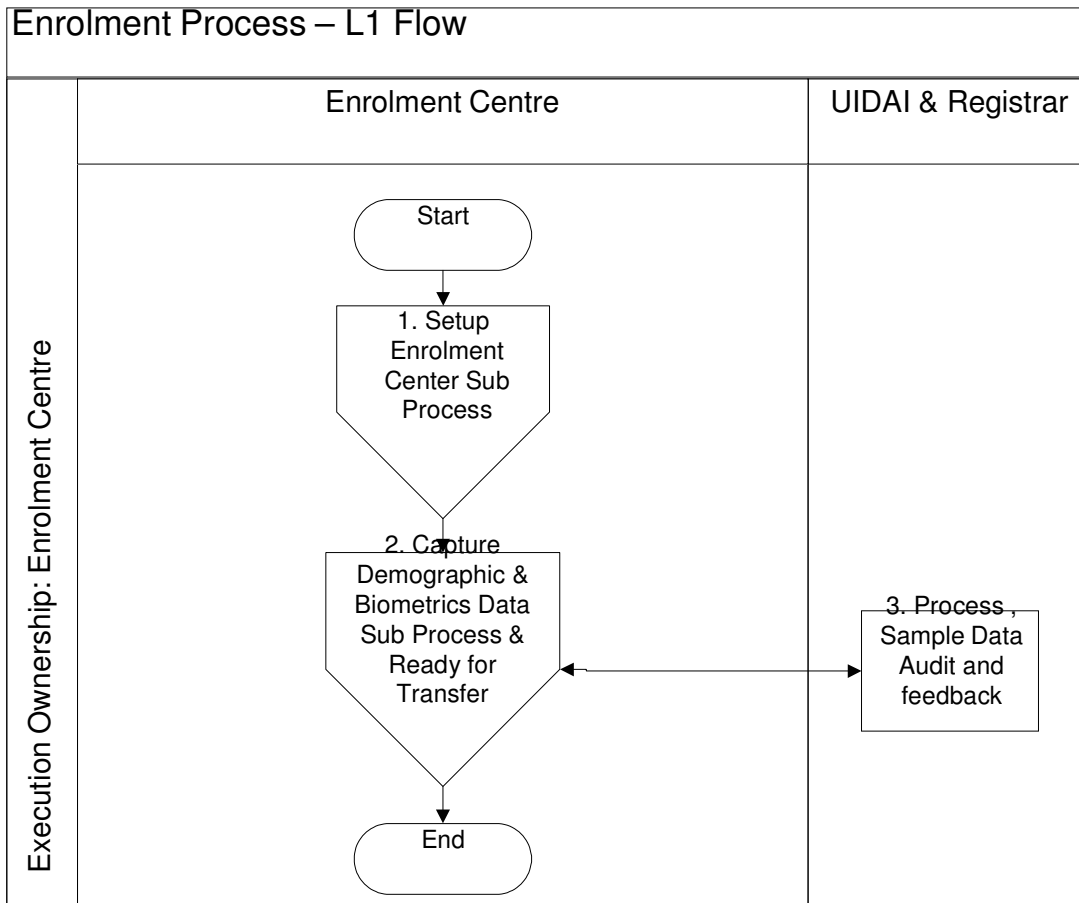 Enrolment Process – L1 Flow
Enrolment Centre
UIDAI & Registrar
Execution Ownership: Enrolment Centre
Start
1. Setup
Enrolment
Center Sub
Process
2. Capture
Demographic &
Biometrics Data
Sub Process &
Ready for
Transfer
3. Process ,
Sample Data
Audit and
feedback
End